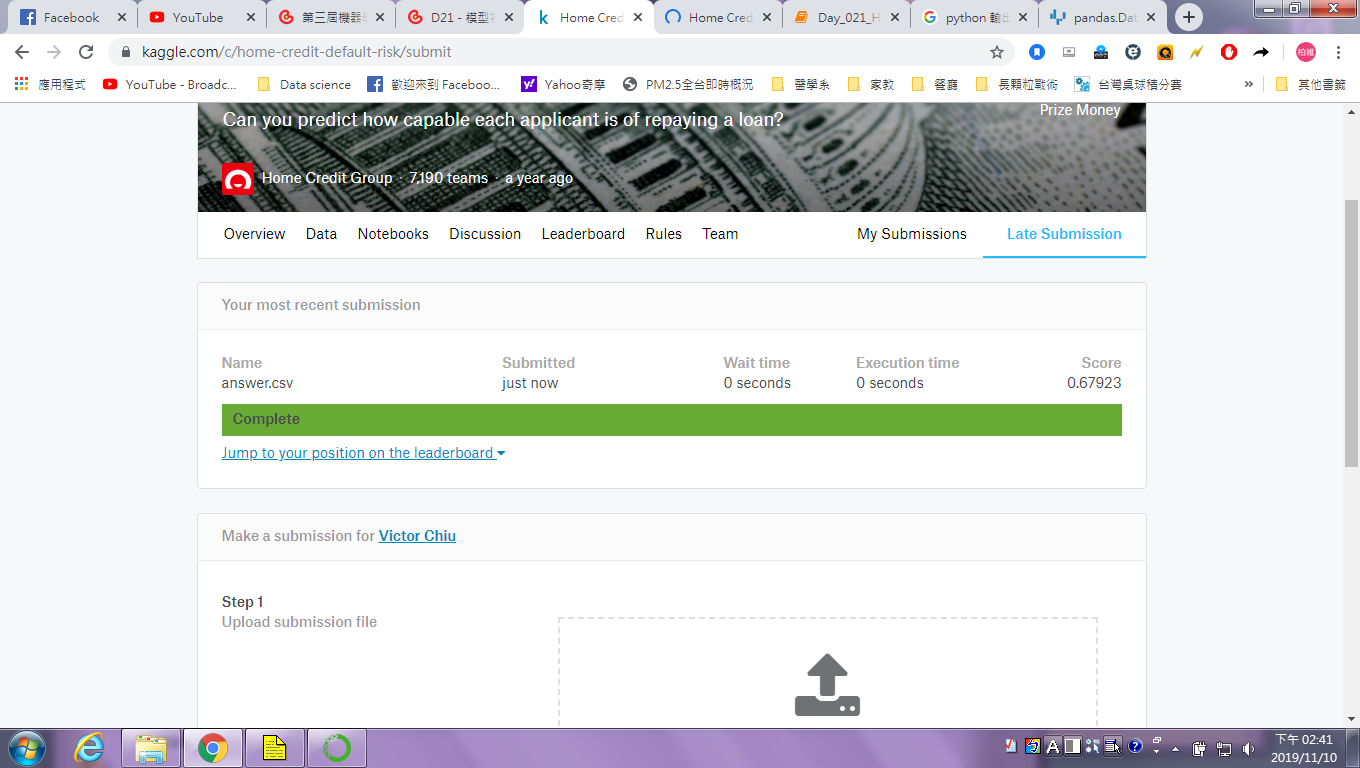 Facebook
YouTube
第三屆機器
D21 - 模型初
Home Cred
Home Cred
Day_021_H
python 輸出
pandas.Dat
kaggle.com/c/home-credit-default-risk/submit
應用程式
YouTube - Broadc...
Data science
歡迎來到 Faceboo...
Yahoo奇摩
PM2.5全台即時概況
醫學系
家教
餐廳
長顆粒戰術
台灣桌球積分賽
»
其他書籤
Can you predict how capable each applicant is of repaying a loan?
Prize Money
Home Credit Group · 7,190 teams · a year ago
Overview Data Notebooks Discussion Leaderboard Rules Team My Submissions Late Submission
Your most recent submission
Name Submitted Wait time Execution time Score
answer.csv just now 0 seconds 0 seconds 0.67923
Complete
Jump to your position on the leaderboard
Make a submission for Victor Chiu
Step 1
Upload submission file
下午 02:41
2019/11/10